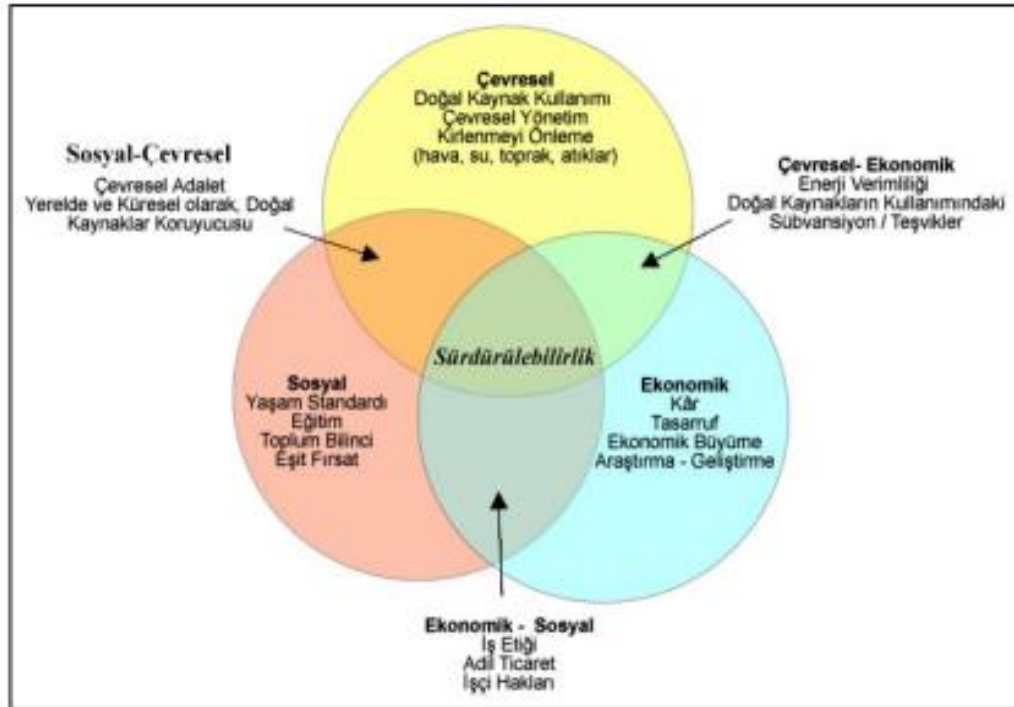 Çevresel
Doğal Kaynak Kullanımı
Çevresel Yönetim
Kirlenmeyi Önleme
(hava, su, toprak, atıklar)
Sosyal-Çevresel
Çevresel Adalet
Yerelde ve Küresel olarak, Doğal
Kaynaklar Koruyucusu
Çevresel- Ekonomik
Enerji Verimliliği
Doğal Kaynakların Kullanımındaki
Sübvansiyon / Teşvikler
Sürdürülebilirlik
Sosyal
Yaşam Standardı
Eğitim
Toplum Bilinci
Eşit Fırsat
Ekonomik
Kâr
Tasarruf
Ekonomik Büyüme
Araştırma - Geliştirme
Ekonomik - Sosyal
İş Etiği
Adil Ticaret
İşçi Hakları